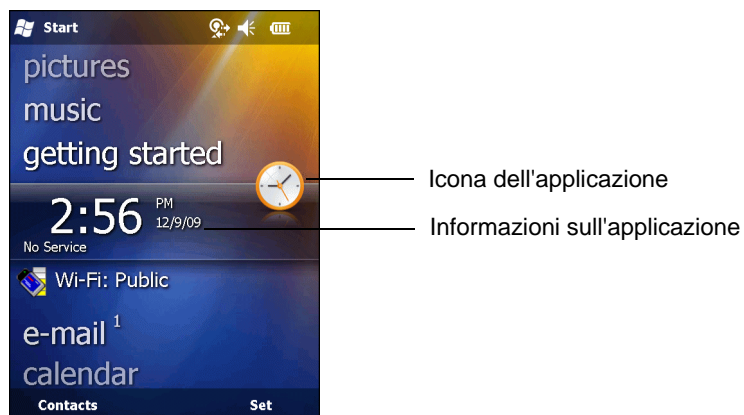 Start
pictures
music
getting started
Icona dell'applicazione
2:56 PM
12/9/09
Informazioni sull'applicazione
No Service
Wi-Fi: Public
e-mail 1
calendar
Contacts Set